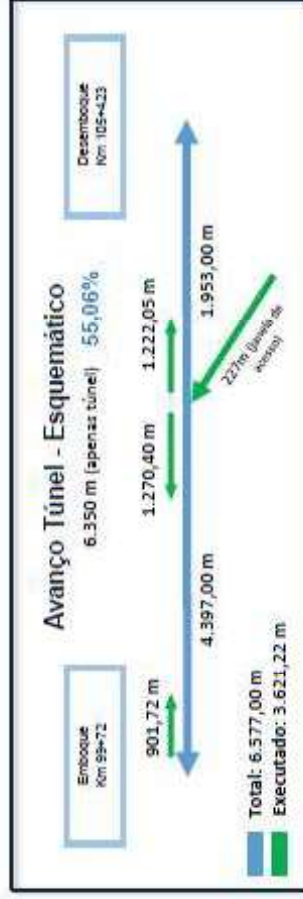 Avanço Túnel - Esquemático
Emboque
Km 99+72
6.350 m (apenas túnel) 55,06%
Desemboque
Km 105+423
901,72 m
1.270,40 m
1.222,05 m
4.397,00 m
1.953,00 m
227m (janela de
acesso)
Total: 6.577,00 m
Executado: 3.621,22 m